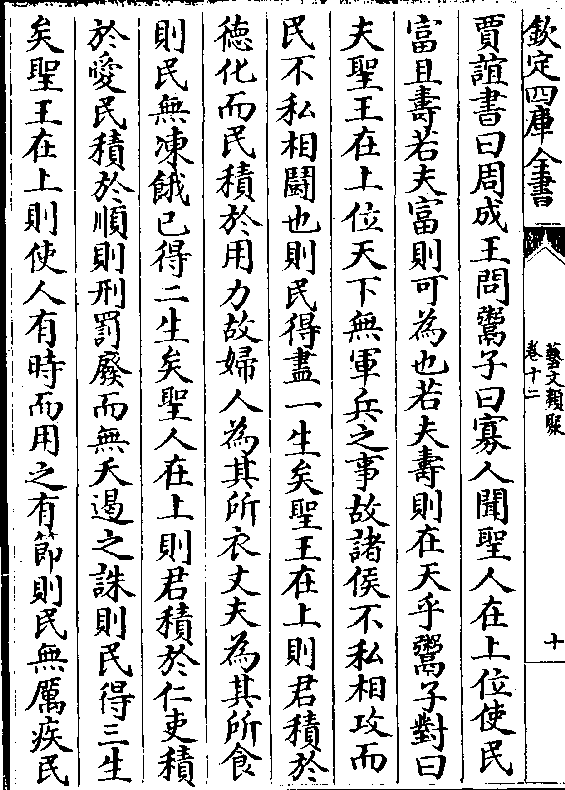 欽定四庫全書
藝文類聚
卷十二
十
賈誼書曰周成王問鬻子曰寡人聞聖人在上位使民
富且壽若夫富則可為也若夫壽則在天乎鬻子對曰
夫聖王在上位天下無軍兵之事故諸侯不私相攻而
民不私相鬭也則民得盡一生矣聖王在上則君積於
徳化而民積於用力故婦人為其所衣丈夫為其所食
則民無凍餓已得二生矣聖人在上則君積於仁吏積
於愛民積於順則刑罰廢而無夭遏之誅則民得三生
矣聖王在上則使人有時而用之有節則民無厲疾民